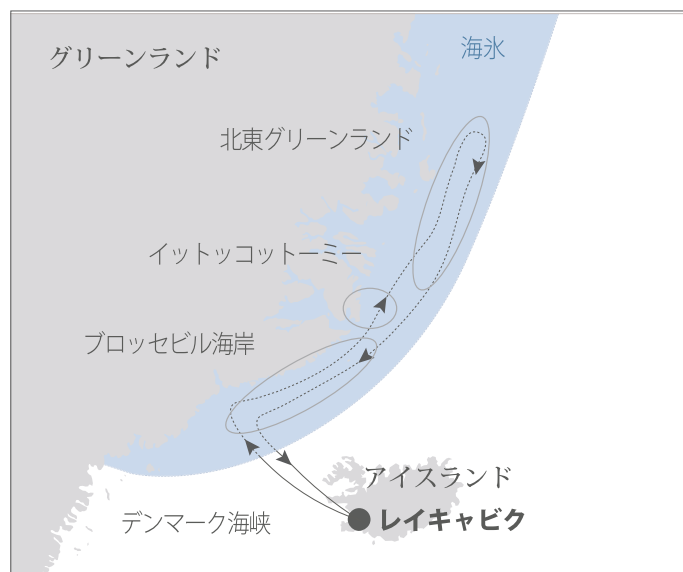 グリーンランド
海氷
北東グリーンランド
イットッコットーミー
ブロッセビル海岸
アイスランド
デンマーク海峡
レイキャビク